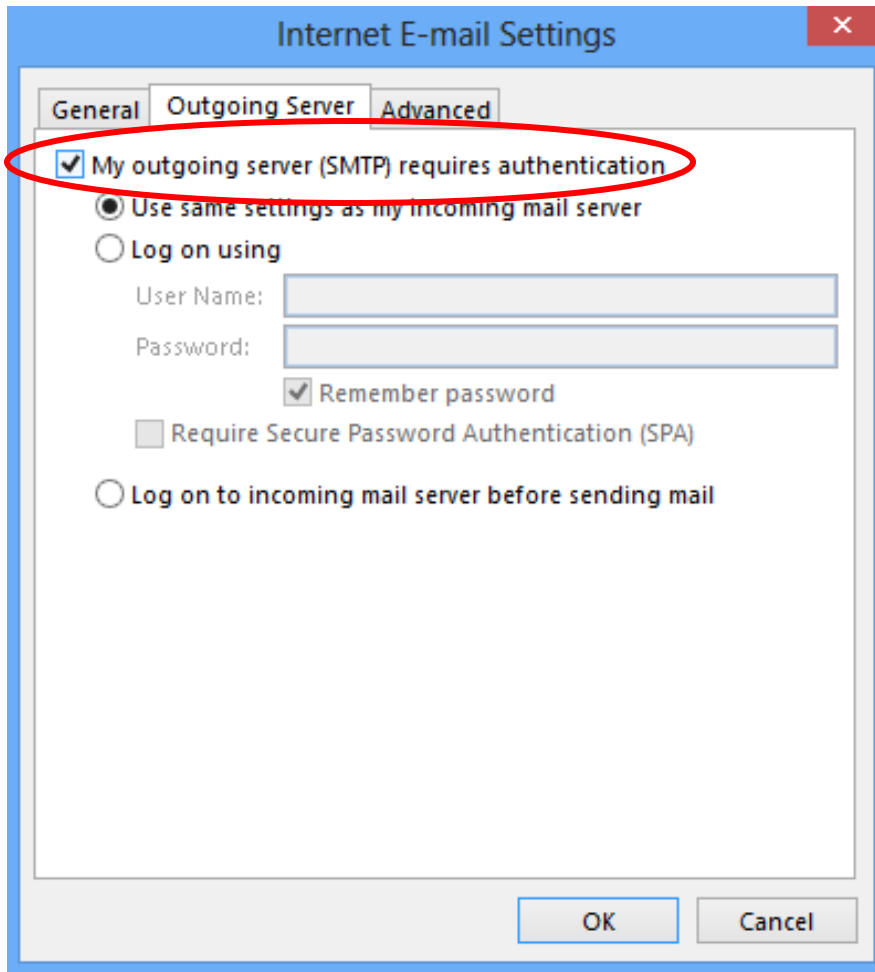 Internet E-mail Settings
General Outgoing Server Advanced
My outgoing server (SMTP) requires authentication
Use same settings as my incoming mail server
Log on using
User Name:
Password:
Remember password
Require Secure Password Authentication (SPA)
Log on to incoming mail server before sending mail
OK Cancel